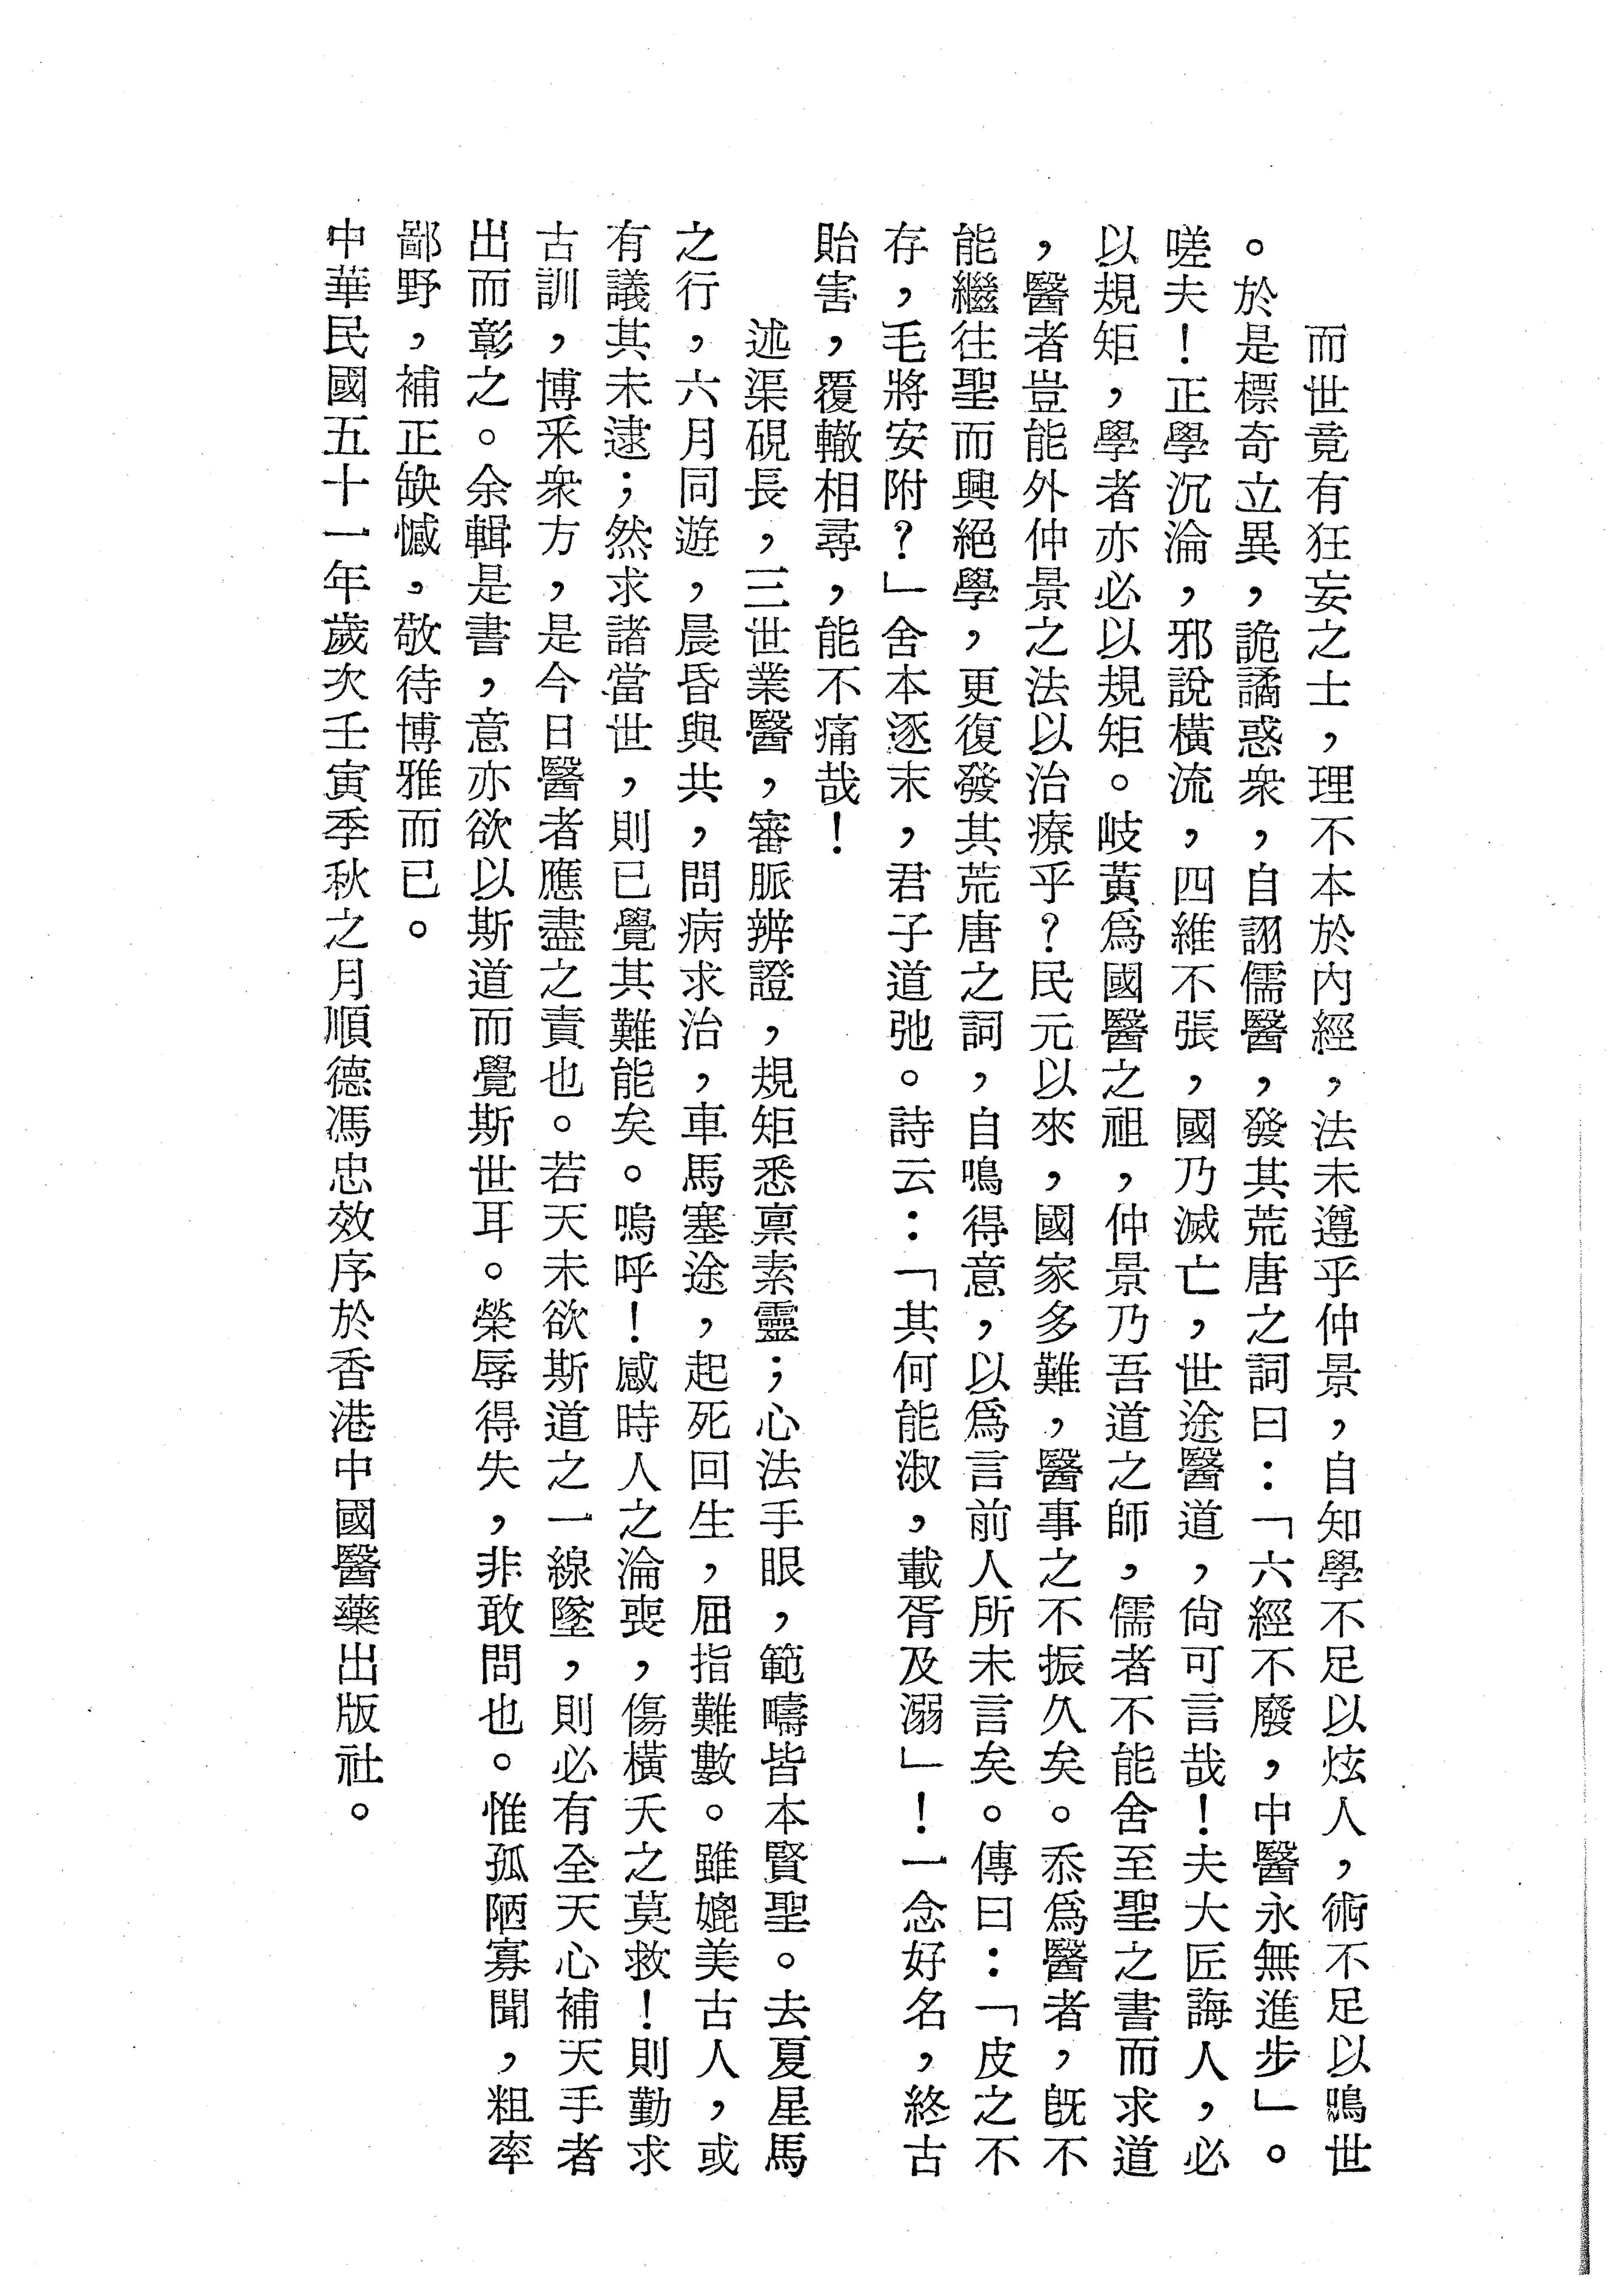 而世竟有狂妄之士，理不本於內經，法未遵乎仲景，自知學不足以炫人，術不足以鳴世
。於是標奇立異，詭譎惑衆，自詡儒醫，發其荒唐之詞曰：「六經不廢，中醫永無進步」。
嗟夫！正學沉淪，邪說橫流，四維不張，國乃滅亡，世途醫道，尙可言哉！夫大匠誨人，必
以規矩，學者亦必以規矩。岐黃爲國醫之祖，仲景乃吾道之師，儒者不能舍至聖之書而求道
，醫者豈能外仲景之法以治療乎？民元以來，國家多難，醫事之不振久矣。忝爲醫者，旣不
能繼往聖而興絕學，更復發其荒唐之詞，自鳴得意，以爲言前人所未言矣。傳曰：「皮之不
存，毛將安附？」舍本逐末，君子道弛。詩云：「其何能淑，載胥及溺」！一念好名，終古
貽害，覆轍相尋，能不痛哉！
述渠硯長，三世業醫，審脈辨證，規矩悉禀素靈；心法手眼，範疇皆本賢聖。去夏星馬
之行，六月同遊，晨昏與共，問病求治，車馬塞途，起死回生，屈指難數。雖媲美古人，或
有議其未逮；然求諸當世，則已覺其難能矣。嗚呼！感時人之淪喪，傷橫夭之莫救！則勤求
古訓，博釆衆方，是今日醫者應盡之責也。若天未欲斯道之一線墜，則必有全天心補天手者
出而彰之。余輯是書，意亦欲以斯道而覺斯世耳。榮辱得失，非敢問也。惟孤陋寡聞，粗率
鄙野，補正缺憾，敬待博雅而已。
中華民國五十一年歲次壬寅季秋之月順德馮忠效序於香港中國醫藥出版社。